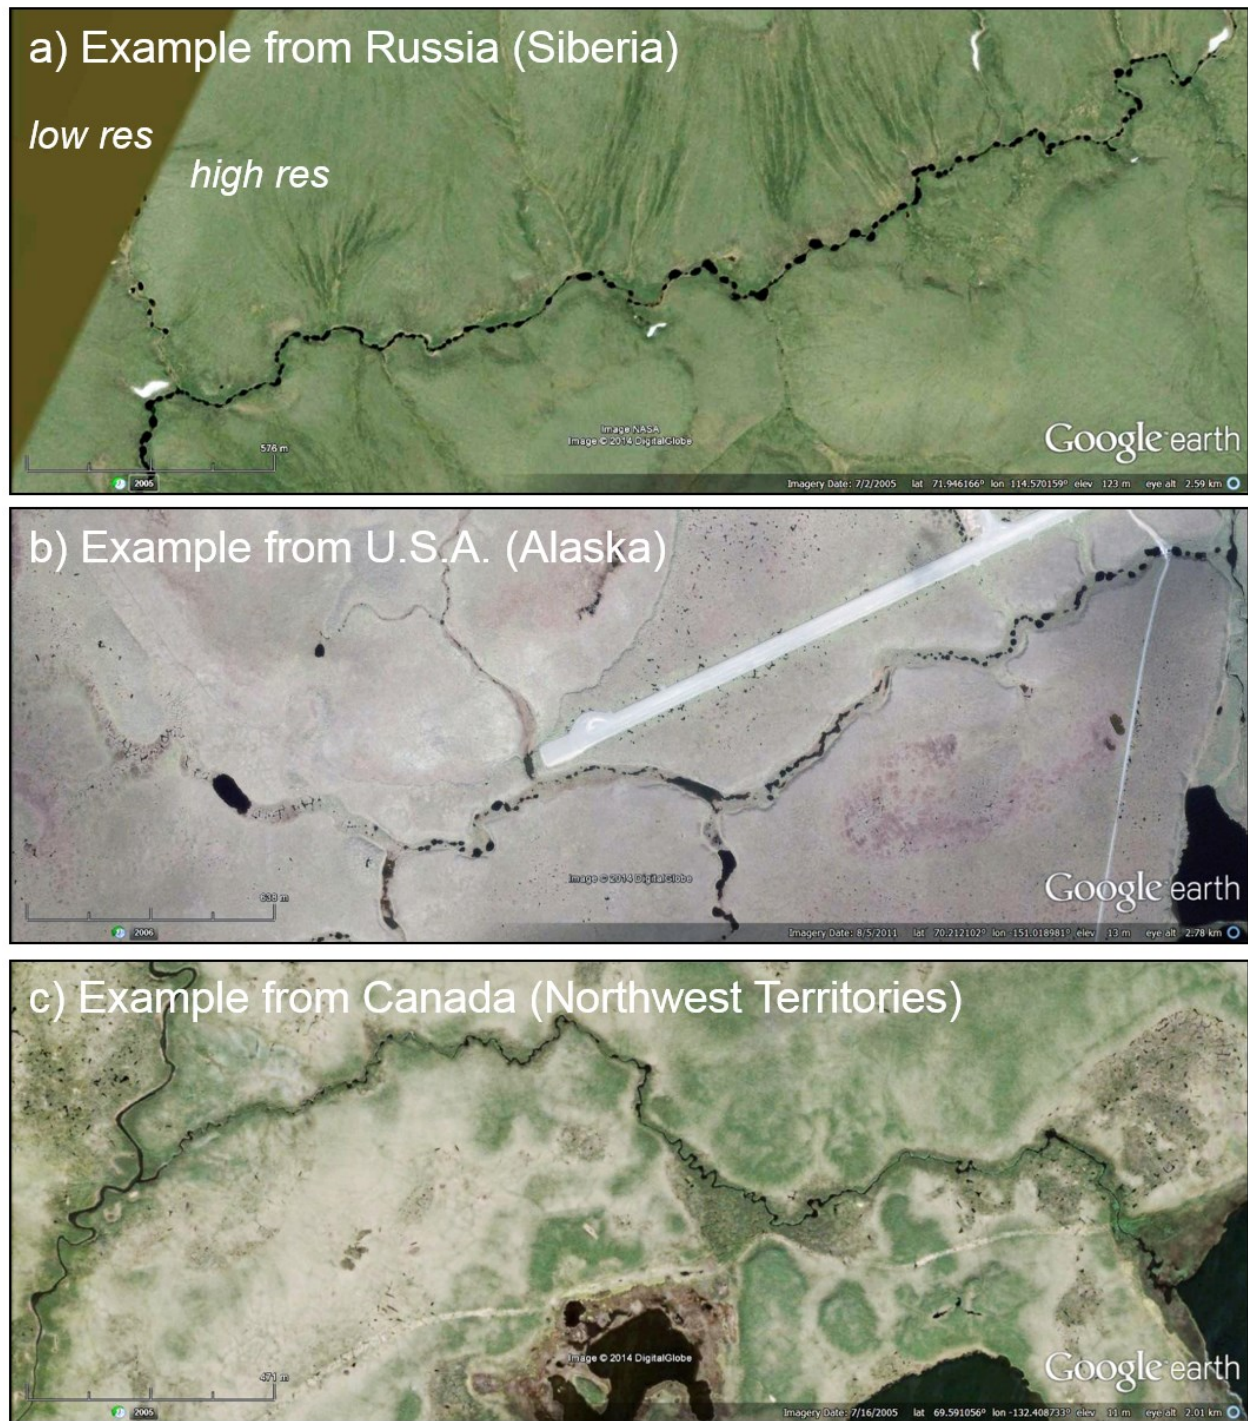 a) Example from Russia (Siberia)
low res
high res
576 m
Image NASA
Image © 2014 DigitalGlobe
Google earth
2005
Imagery Date: 7/2/2005 lat 71.946166° lon 114.570159° elev 123 m eye alt 2.59 km
b) Example from U.S.A. (Alaska)
638 m
Image © 2014 DigitalGlobe
Google earth
2006
Imagery Date: 8/5/2011 lat 70.212102° lon -151.018981° elev 13 m eye alt 2.78 km
c) Example from Canada (Northwest Territories)
471 m
Image © 2014 DigitalGlobe
Google earth
2005
Imagery Date: 7/16/2005 lat 69.591056° lon -132.408733° elev 11 m eye alt 2.01 km